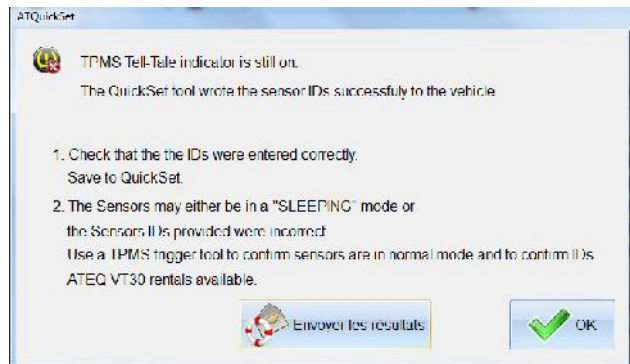 ATQuickSet
TPMS Tell-Tale indicator is still on.
The QuickSet tool wrote the sensor IDs successfuly to the vehicle
1. Check that the the IDs were entered correctly.
Save to QuickSet.
2. The Sensors may either be in a "SLEEPING" mode or
the Sensors IDs provided were incorrect
Use a TPMS trigger tool to confirm sensors are in normal mode and to confirm IDs
ATEQ VT30 rentals available.
Envoyer les résultats
OK